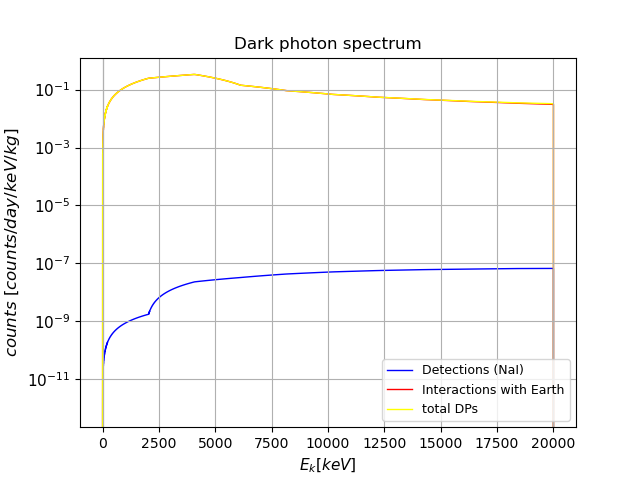 Dark photon spectrum
counts [counts/day/keV/kg]
10⁻¹
10⁻³
10⁻⁵
10⁻⁷
10⁻⁹
10⁻¹¹
Detections (NaI)
Interactions with Earth
total DPs
0 2500 5000 7500 10000 12500 15000 17500 20000
Eₖ[keV]